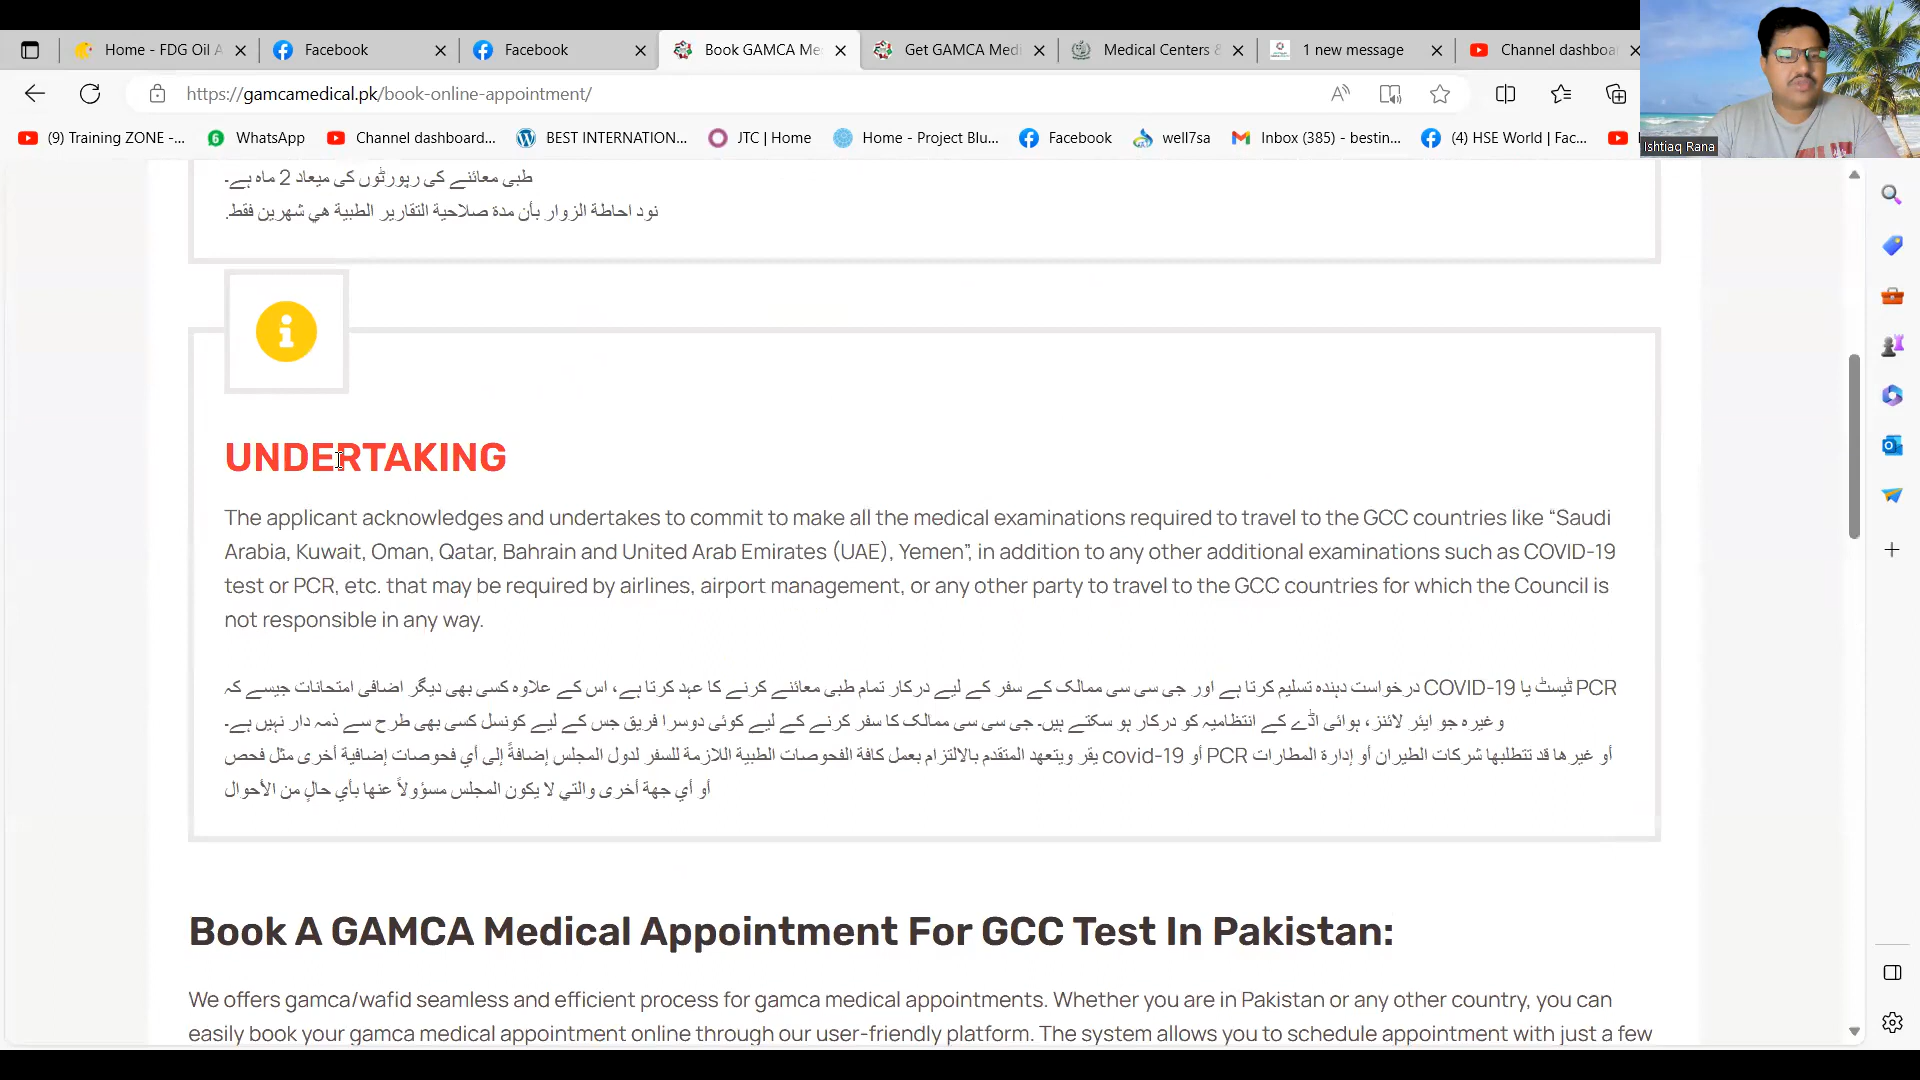 Home - FDG Oil A
Facebook
Facebook
Book GAMCA Me
Get GAMCA Medi
Medical Centers &
1 new message
Channel dashboa
https://gamcamedical.pk/book-online-appointment/
(9) Training ZONE -...
WhatsApp
Channel dashboard...
BEST INTERNATION...
JTC | Home
Home - Project Blu...
Facebook
well7sa
Inbox (385) - bestin...
(4) HSE World | Fac...
Ishtiaq Rana
طبی معائنے کی رپورٹوں کی میعاد 2 ماہ ہے۔
نود احاطة الزوار بأن مدة صلاحية التقارير الطبية هي شهرين فقط.
UNDERTAKING
The applicant acknowledges and undertakes to commit to make all the medical examinations required to travel to the GCC countries like “Saudi
Arabia, Kuwait, Oman, Qatar, Bahrain and United Arab Emirates (UAE), Yemen”, in addition to any other additional examinations such as COVID-19
test or PCR, etc. that may be required by airlines, airport management, or any other party to travel to the GCC countries for which the Council is
not responsible in any way.
درخواست دہندہ تسلیم کرتا ہے اور جی سی سی ممالک کے سفر کے لیے درکار تمام طبی معائنے کرنے کا عہد کرتا ہے، اس کے علاوہ کسی بھی دیگر اضافی امتحانات جیسے کہ COVID-19 ٹیسٹ یا PCR
وغیرہ جو ایئر لائنز، ہوائی اڈے کے انتظامیہ کو درکار ہو سکتے ہیں۔ جی سی سی ممالک کا سفر کرنے کے لیے کوئی دوسرا فریق جس کے لیے کونسل کسی بھی طرح سے ذمہ دار نہیں ہے۔
يقر ويتعهد المتقدم بالالتزام بعمل كافة الفحوصات الطبية اللازمة للسفر لدول المجلس إضافةً إلى أي فحوصات إضافية أخرى مثل فحص covid-19 أو PCR أو غيرها قد تتطلبها شركات الطيران أو إدارة المطارات
أو أي جهة أخرى والتي لا يكون المجلس مسؤولاً عنها بأي حالٍ من الأحوال
Book A GAMCA Medical Appointment For GCC Test In Pakistan:
We offers gamca/wafid seamless and efficient process for gamca medical appointments. Whether you are in Pakistan or any other country, you can
easily book your gamca medical appointment online through our user-friendly platform. The system allows you to schedule appointment with just a few